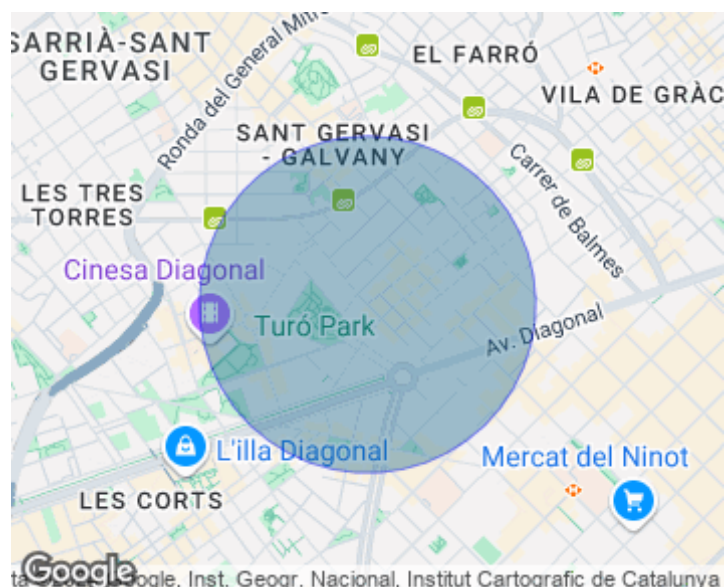 SARRIÀ-SANT
GERVASI
Ronda del General Mitre
EL FARRÓ
VILA DE GRÀC
SANT GERVASI
- GALVANY
Carrer de Balmes
LES TRES
TORRES
Cinesa Diagonal
Turó Park
Av. Diagonal
L'illa Diagonal
Mercat del Ninot
LES CORTS
Google
Google, Inst. Geogr. Nacional, Institut Cartografic de Catalunya